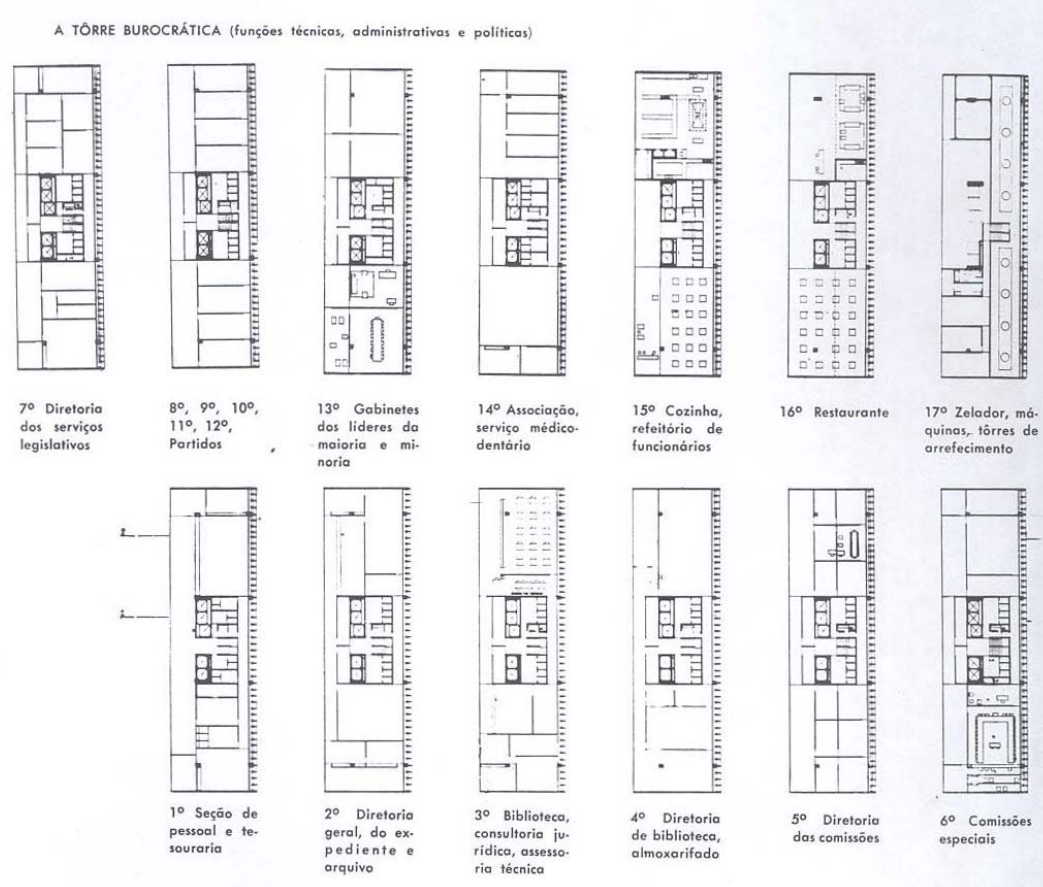 A TÔRRE BUROCRÁTICA (funções técnicas, administrativas e políticas)
7º Diretoria
dos serviços
legislativos
8º, 9º, 10º,
11º, 12º,
Partidos
13º Gabinetes
dos líderes da
maioria e mi-
noria
14º Associação,
serviço médico-
dentário
15º Cozinha,
refeitório de
funcionários
16º Restaurante
17º Zelador, má-
quinas, tôrres de
arrefecimento
1º Seção de
pessoal e te-
souraria
2º Diretoria
geral, do ex-
pediente e
arquivo
3º Biblioteca,
consultoria ju-
rídica, assesso-
ria técnica
4º Diretoria
de biblioteca,
almoxarifado
5º Diretoria
das comissões
6º Comissões
especiais